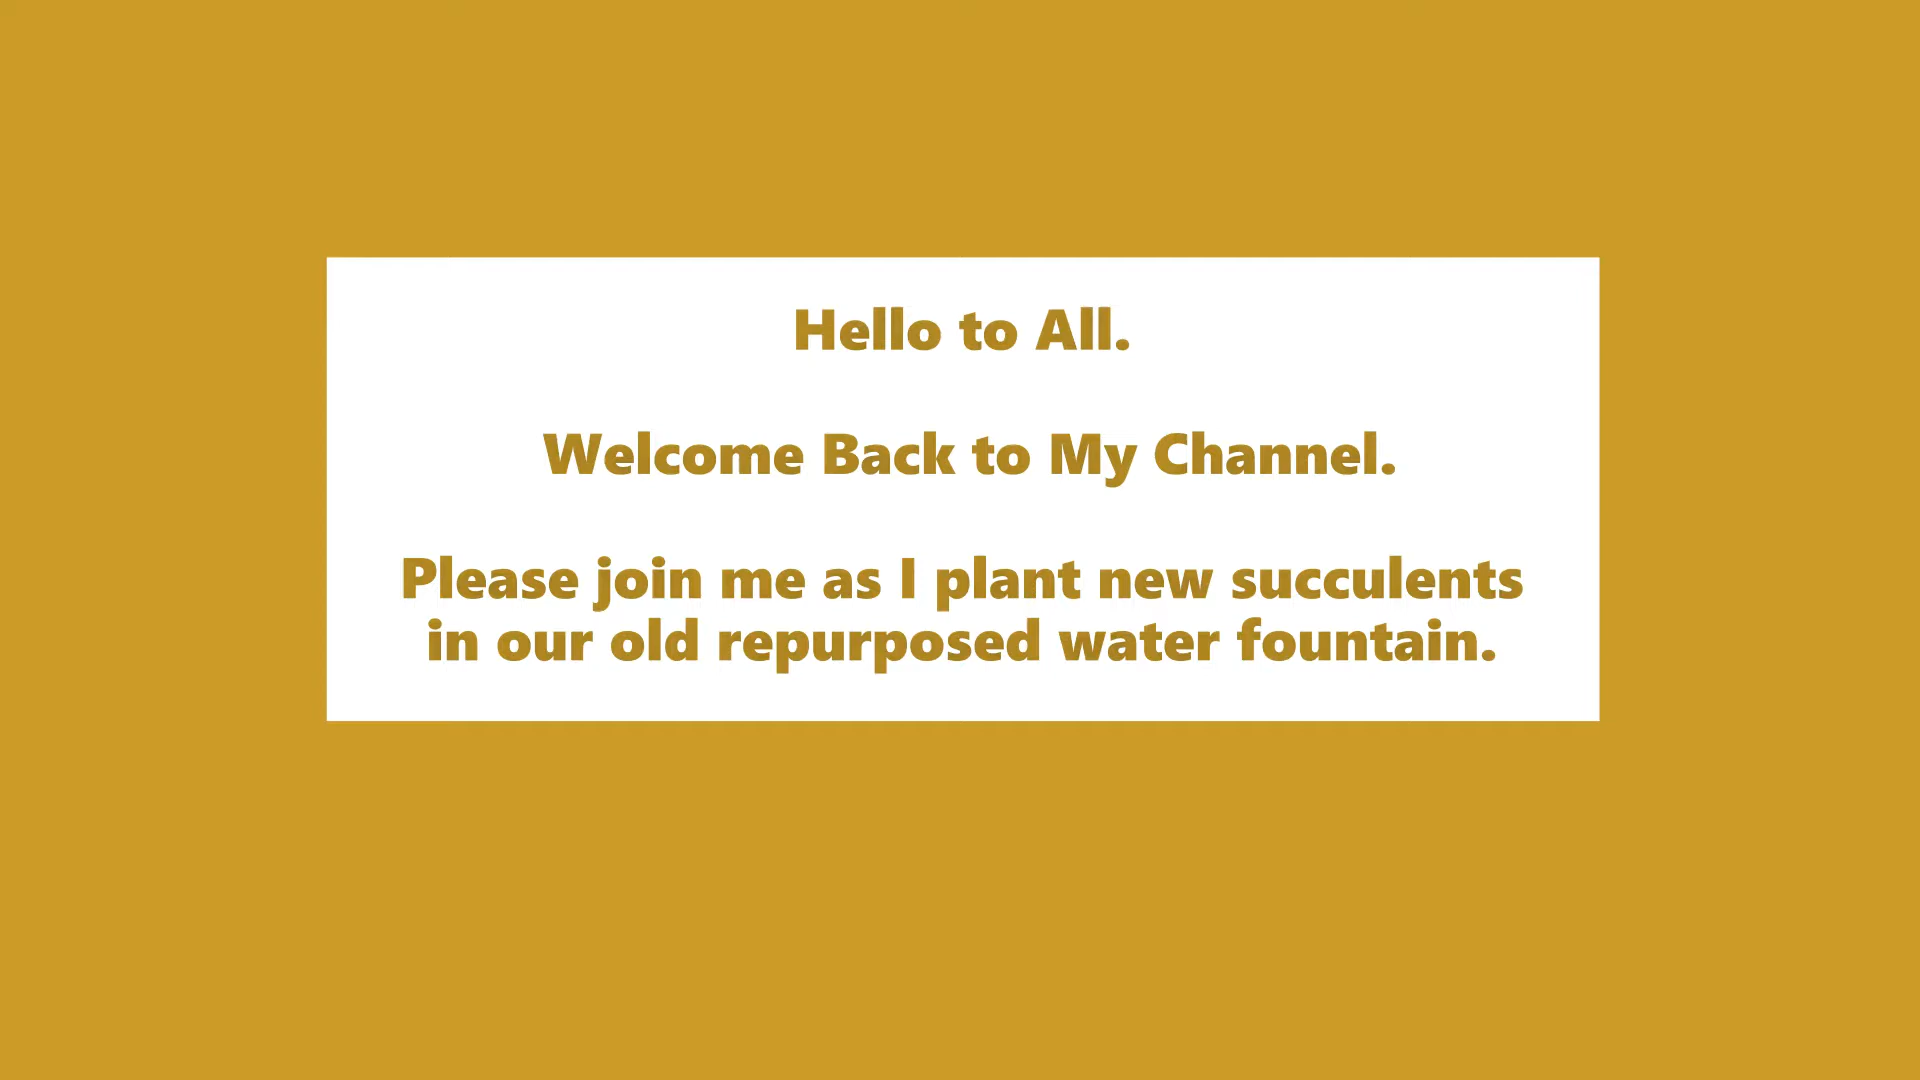 Hello to All.
Welcome Back to My Channel.
Please join me as I plant new succulents
in our old repurposed water fountain.